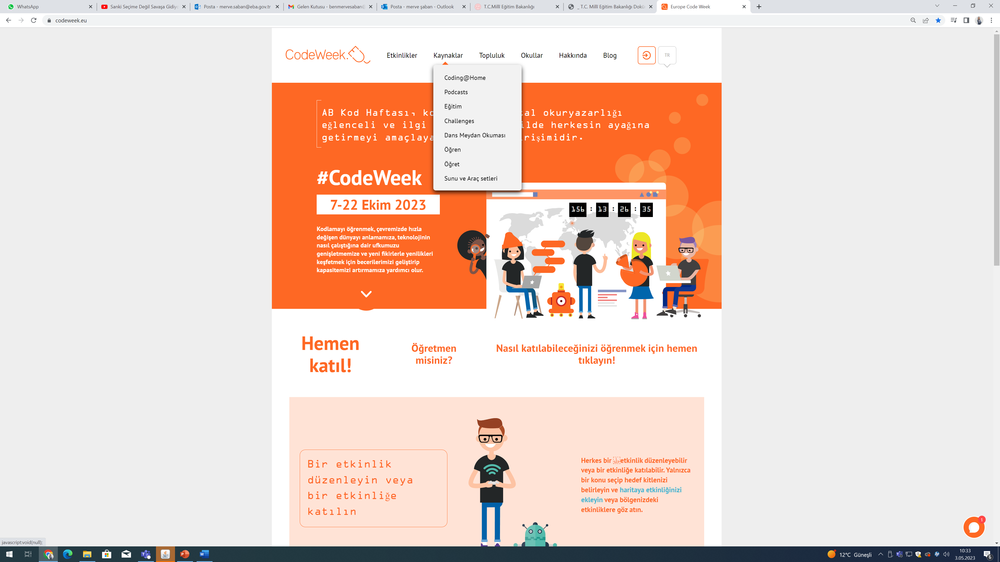 WhatsApp
Sanki Seçime Değil Savaşa Gidiyo
Posta - merve.saban@eba.gov.tr
Gelen Kutusu - benmervesaban@
Posta - merve şaban - Outlook
T.C.Millî Eğitim Bakanlığı
_ T.C. Millî Eğitim Bakanlığı Dokü
Europe Code Week
codeweek.eu
CodeWeek.
Etkinlikler
Kaynaklar
Topluluk
Okullar
Hakkında
Blog
TR
Coding@Home
Podcasts
Eğitim
Challenges
Dans Meydan Okuması
Öğren
Öğret
Sunu ve Araç setleri
AB Kod Haftası, ko al okuryazarlığı
eğlenceli ve ilgi ilde herkesin ayağına
getirmeyi amaçlaya irişimidir.
#CodeWeek
7-22 Ekim 2023
156 : 13 : 26 : 35
Kodlamayı öğrenmek, çevremizde hızla
değişen dünyayı anlamamıza, teknolojinin
nasıl çalıştığına dair ufkumuzu
genişletmemize ve yeni fikirlerle yenilikleri
keşfetmek için becerilerimizi geliştirip
kapasitemizi artırmamıza yardımcı olur.
Hemen
katıl!
Öğretmen
misiniz?
Nasıl katılabileceğinizi öğrenmek için hemen
tıklayın!
Bir etkinlik
düzenleyin veya
bir etkinliğe
katılın
Herkes bir etkinlik düzenleyebilir
veya bir etkinliğe katılabilir. Yalnızca
bir konu seçip hedef kitlenizi
belirleyin ve haritaya etkinliğinizi
ekleyin veya bölgenizdeki
etkinliklere göz atın.
1
javascript:void(null);
12°C Güneşli
10:33
3.05.2023
6